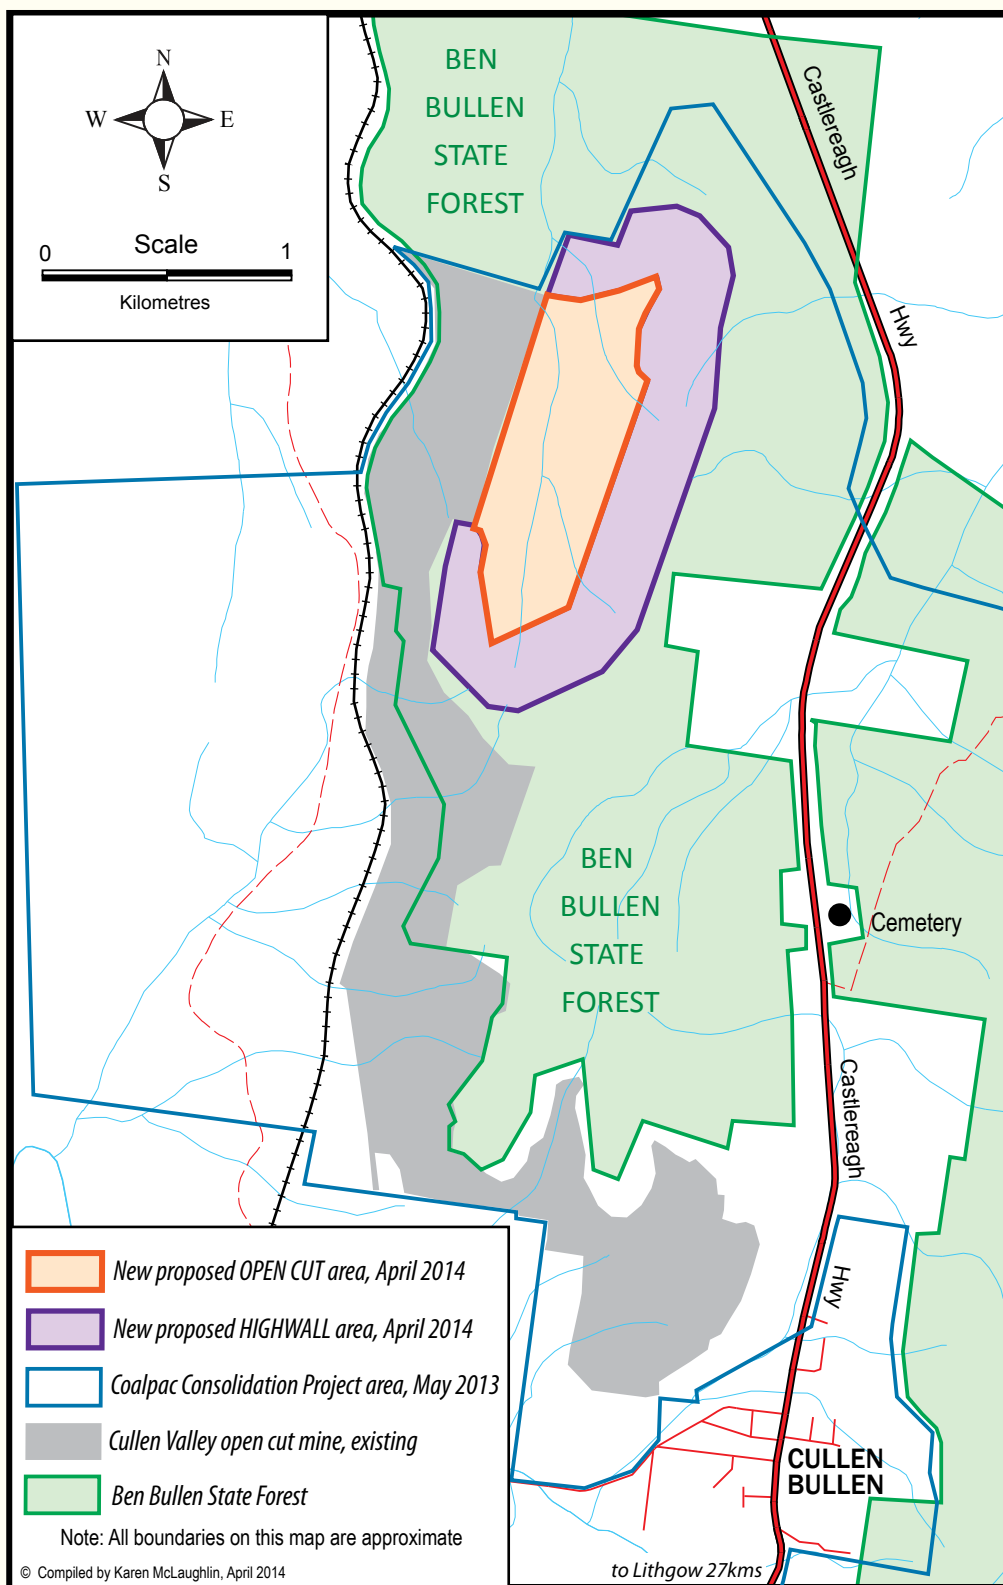 N
W
E
S
Scale
0
1
Kilometres
BEN
BULLEN
STATE
FOREST
Castlereagh
Hwy
BEN
BULLEN
STATE
FOREST
Cemetery
Castlereagh
Hwy
New proposed OPEN CUT area, April 2014
New proposed HIGHWALL area, April 2014
Coalpac Consolidation Project area, May 2013
Cullen Valley open cut mine, existing
Ben Bullen State Forest
Note: All boundaries on this map are approximate
© Compiled by Karen McLaughlin, April 2014
CULLEN
BULLEN
to Lithgow 27kms